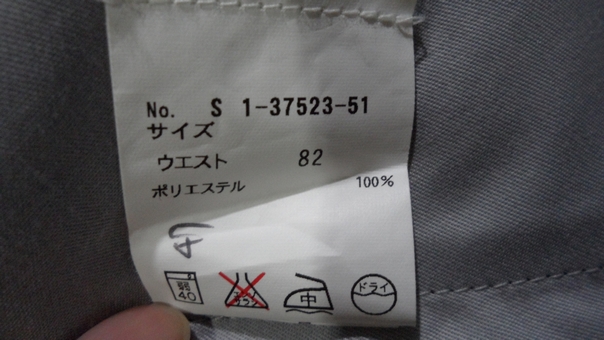 No. S 1-37523-51
サイズ
ウエスト 82
ポリエステル 100%
弱
40
中
ドライ